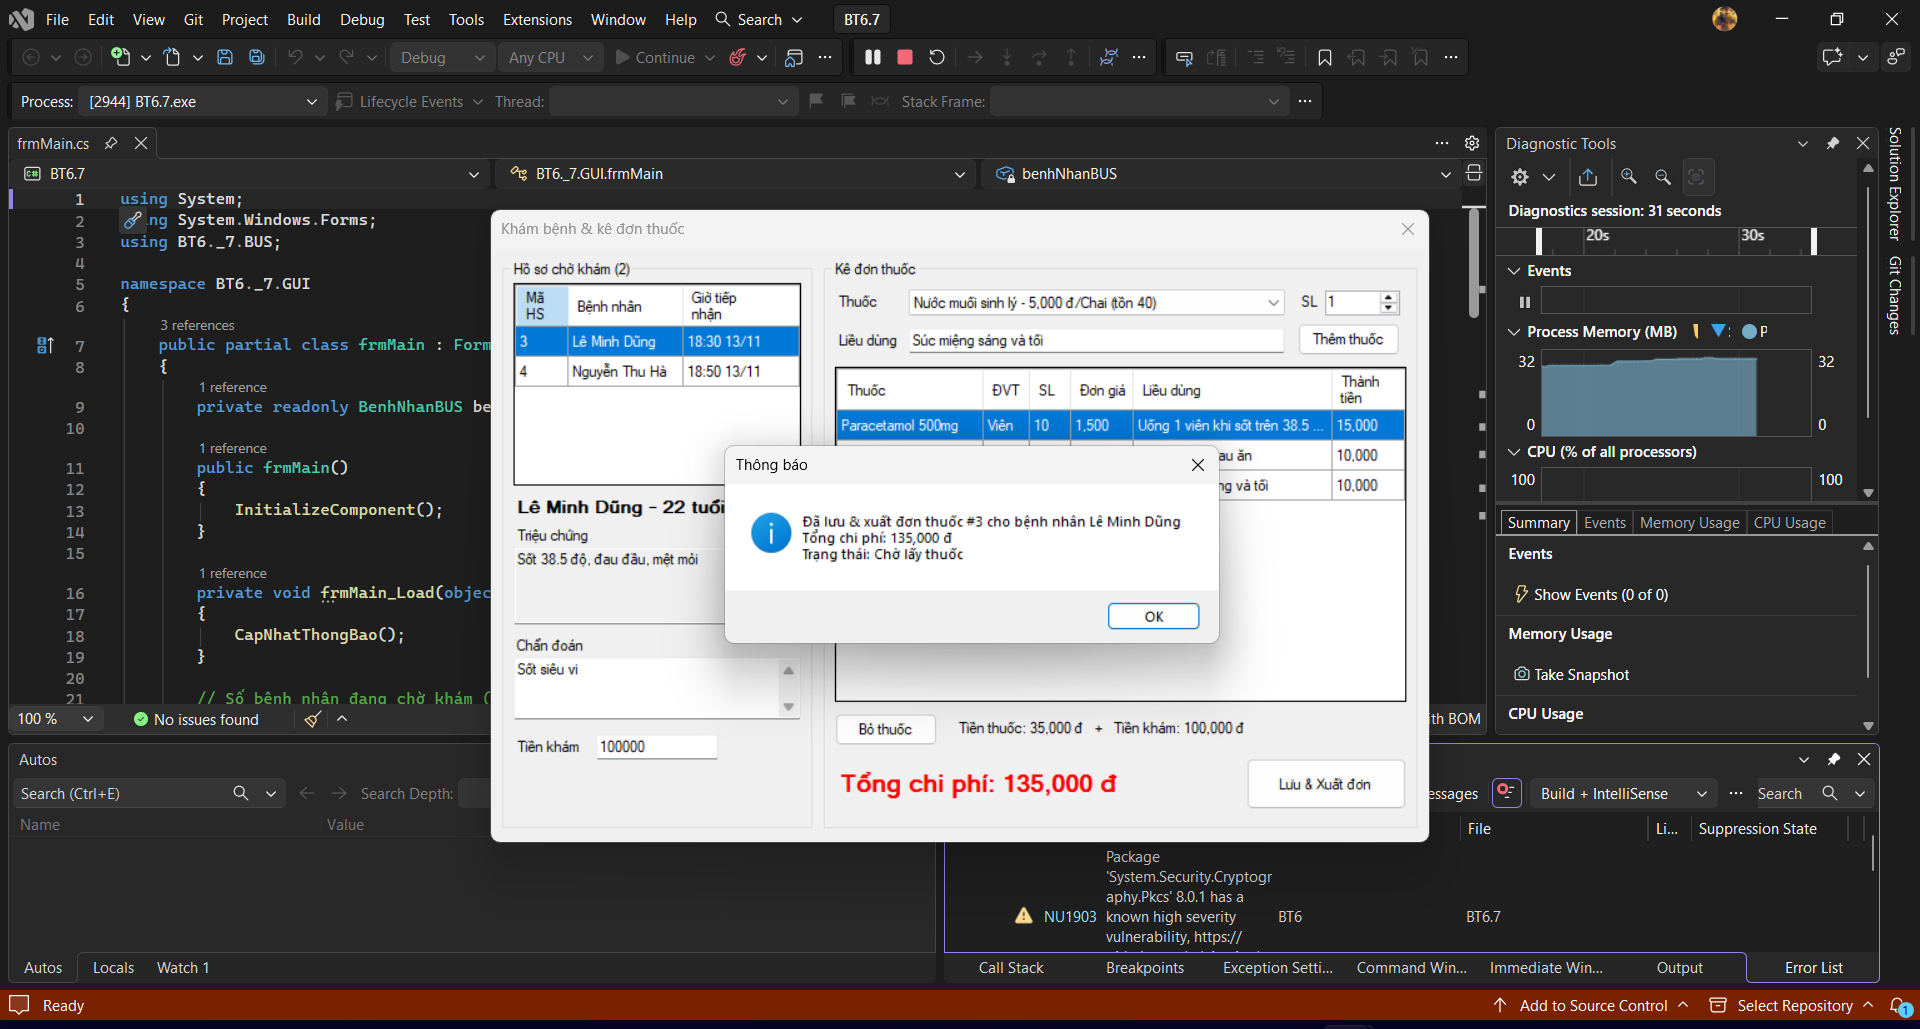 File Edit View Git Project Build Debug Test Tools Extensions Window Help Search BT6.7
Debug Any CPU Continue
Process: [2944] BT6.7.exe Lifecycle Events Thread: Stack Frame:
frmMain.cs
BT6.7 BT6._7.GUI.frmMain benhNhanBUS
1 using System;
2 ng System.Windows.Forms;
3 using BT6._7.BUS;
4
5 namespace BT6._7.GUI
6 {
3 references
7 public partial class frmMain : Form
8 {
1 reference
9 private readonly BenhNhanBUS be
10
1 reference
11 public frmMain()
12 {
13 InitializeComponent();
14 }
15
1 reference
16 private void frmMain_Load(objec
17 {
18 CapNhatThongBao();
19 }
20
21 // Số bệnh nhân đang chờ khám (
100 % No issues found
ith BOM
Khám bệnh & kê đơn thuốc
Hồ sơ chờ khám (2)
Mã HS Bệnh nhân Giờ tiếp nhận
3 Lê Minh Dũng 18:30 13/11
4 Nguyễn Thu Hà 18:50 13/11
Lê Minh Dũng - 22 tuổi
Triệu chứng
Sốt 38.5 độ, đau đầu, mệt mỏi
Chẩn đoán
Sốt siêu vi
Tiền khám 100000
Kê đơn thuốc
Thuốc Nước muối sinh lý - 5,000 đ/Chai (tồn 40) SL 1
Liều dùng Súc miệng sáng và tối Thêm thuốc
Thuốc ĐVT SL Đơn giá Liều dùng Thành tiền
Paracetamol 500mg Viên 10 1,500 Uống 1 viên khi sốt trên 38.5 ... 15,000
au ăn 10,000
ng và tối 10,000
Thông báo
Đã lưu & xuất đơn thuốc #3 cho bệnh nhân Lê Minh Dũng
Tổng chi phí: 135,000 đ
Trạng thái: Chờ lấy thuốc
OK
Bỏ thuốc Tiền thuốc: 35,000 đ + Tiền khám: 100,000 đ
Tổng chi phí: 135,000 đ Lưu & Xuất đơn
Diagnostic Tools
Diagnostics session: 31 seconds
20s 30s
Events
Process Memory (MB) P
32 32
0 0
CPU (% of all processors)
100 100
Summary Events Memory Usage CPU Usage
Events
Show Events (0 of 0)
Memory Usage
Take Snapshot
CPU Usage
Solution Explorer
Git Changes
Autos
Search (Ctrl+E) Search Depth:
Name Value
Autos Locals Watch 1
essages Build + IntelliSense Search
File Li... Suppression State
Package
'System.Security.Cryptogr
aphy.Pkcs' 8.0.1 has a
NU1903 known high severity BT6 BT6.7
vulnerability, https://
Call Stack Breakpoints Exception Setti... Command Win... Immediate Win... Output Error List
Ready Add to Source Control Select Repository 1